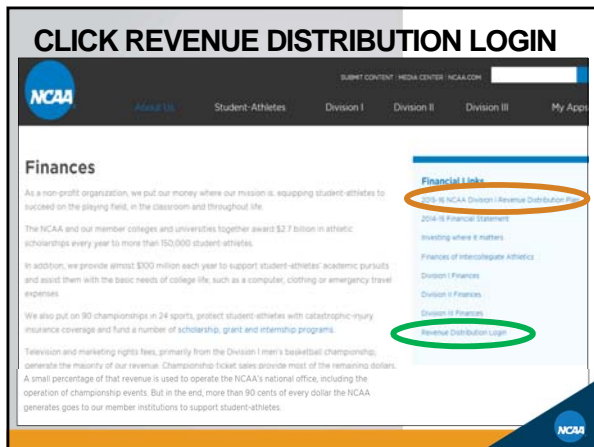 CLICK REVENUE DISTRIBUTION LOGIN
SUBMIT CONTENT | MEDIA CENTER | NCAA.COM
NCAA
About Us Student-Athletes Division I Division II Division III My Apps
Finances
As a non-profit organization, we put our money where our mission is: equipping student-athletes to
succeed on the playing field, in the classroom and throughout life.
The NCAA and our member colleges and universities together award $2.7 billion in athletic
scholarships every year to more than 150,000 student-athletes.
In addition, we provide almost $100 million each year to support student-athletes' academic pursuits
and assist them with the basic needs of college life, such as a computer, clothing or emergency travel
expenses.
We also put on 90 championships in 24 sports, protect student-athletes with catastrophic-injury
insurance coverage and fund a number of scholarship, grant and internship programs.
Television and marketing rights fees, primarily from the Division I men's basketball championship,
generate the majority of our revenue. Championship ticket sales provide most of the remaining dollars.
A small percentage of that revenue is used to operate the NCAA's national office, including the
operation of championship events. But in the end, more than 90 cents of every dollar the NCAA
generates goes to our member institutions to support student-athletes.
Financial Links
2015-16 NCAA Division I Revenue Distribution Plan
2014-15 Financial Statement
Investing where it matters
Finances of Intercollegiate Athletics
Division I Finances
Division II Finances
Division III Finances
Revenue Distribution Login
NCAA